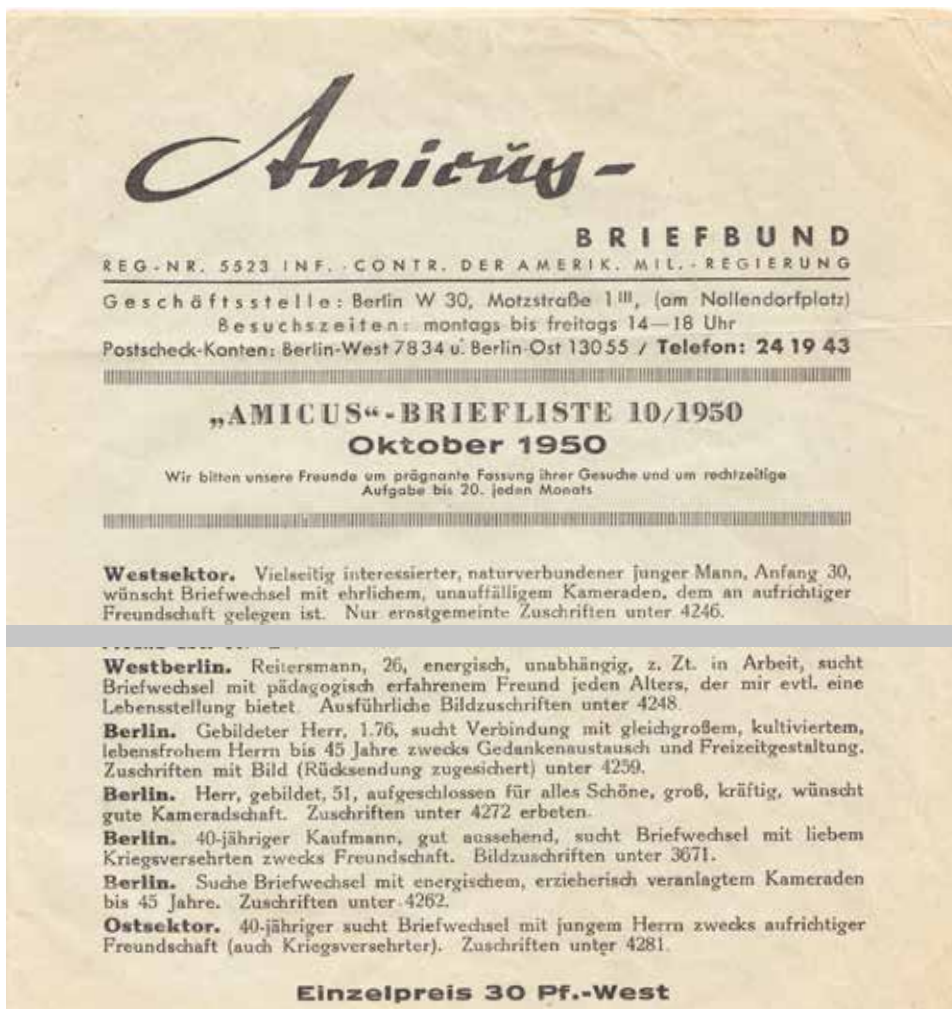 Amicus-
BRIEFBUND
REG.-NR. 5523 INF.-CONTR. DER AMERIK. MIL.-REGIERUNG
Geschäftsstelle: Berlin W 30, Motzstraße 1 III, (am Nollendorfplatz)
Besuchszeiten: montags bis freitags 14—18 Uhr
Postscheck-Konten: Berlin-West 7834 u. Berlin-Ost 13055 / Telefon: 24 19 43
„AMICUS“-BRIEFLISTE 10/1950
Oktober 1950
Wir bitten unsere Freunde um prägnante Fassung ihrer Gesuche und um rechtzeitige
Aufgabe bis 20. jeden Monats
Westsektor. Vielseitig interessierter, naturverbundener junger Mann, Anfang 30,
wünscht Briefwechsel mit ehrlichem, unauffälligem Kameraden, dem an aufrichtiger
Freundschaft gelegen ist. Nur ernstgemeinte Zuschriften unter 4246.
Westberlin. Reitersmann, 26, energisch, unabhängig, z. Zt. in Arbeit, sucht
Briefwechsel mit pädagogisch erfahrenem Freund jeden Alters, der mir evtl. eine
Lebensstellung bietet. Ausführliche Bildzuschriften unter 4248.
Berlin. Gebildeter Herr, 1.76, sucht Verbindung mit gleichgroßem, kultiviertem,
lebensfrohem Herrn bis 45 Jahre zwecks Gedankenaustausch und Freizeitgestaltung.
Zuschriften mit Bild (Rücksendung zugesichert) unter 4259.
Berlin. Herr, gebildet, 51, aufgeschlossen für alles Schöne, groß, kräftig, wünscht
gute Kameradschaft. Zuschriften unter 4272 erbeten.
Berlin. 40-jähriger Kaufmann, gut aussehend, sucht Briefwechsel mit liebem
Kriegsversehrten zwecks Freundschaft. Bildzuschriften unter 3671.
Berlin. Suche Briefwechsel mit energischem, erzieherisch veranlagtem Kameraden
bis 45 Jahre. Zuschriften unter 4262.
Ostsektor. 40-jähriger sucht Briefwechsel mit jungem Herrn zwecks aufrichtiger
Freundschaft (auch Kriegsversehrter). Zuschriften unter 4281.
Einzelpreis 30 Pf.-West